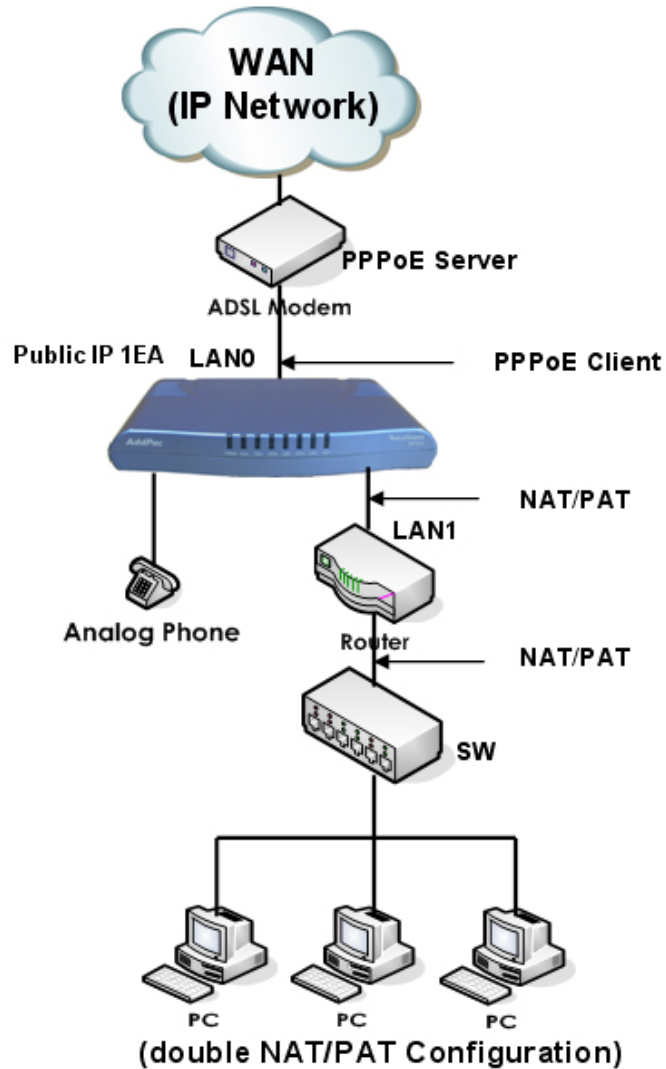 WAN
(IP Network)
PPPoE Server
ADSL Modem
Public IP 1EA
LAN0
PPPoE Client
AddPac
NAT/PAT
LAN1
Analog Phone
Router
NAT/PAT
SW
PC
PC
PC
(double NAT/PAT Configuration)